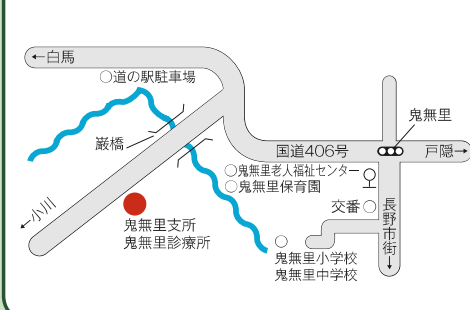 ←白馬
○道の駅駐車場
鬼無里
巌橋
国道406号
戸隠→
○鬼無里老人福祉センター
○鬼無里保育園
←小川
交番○
長野市街→
鬼無里支所
鬼無里診療所
鬼無里小学校
鬼無里中学校